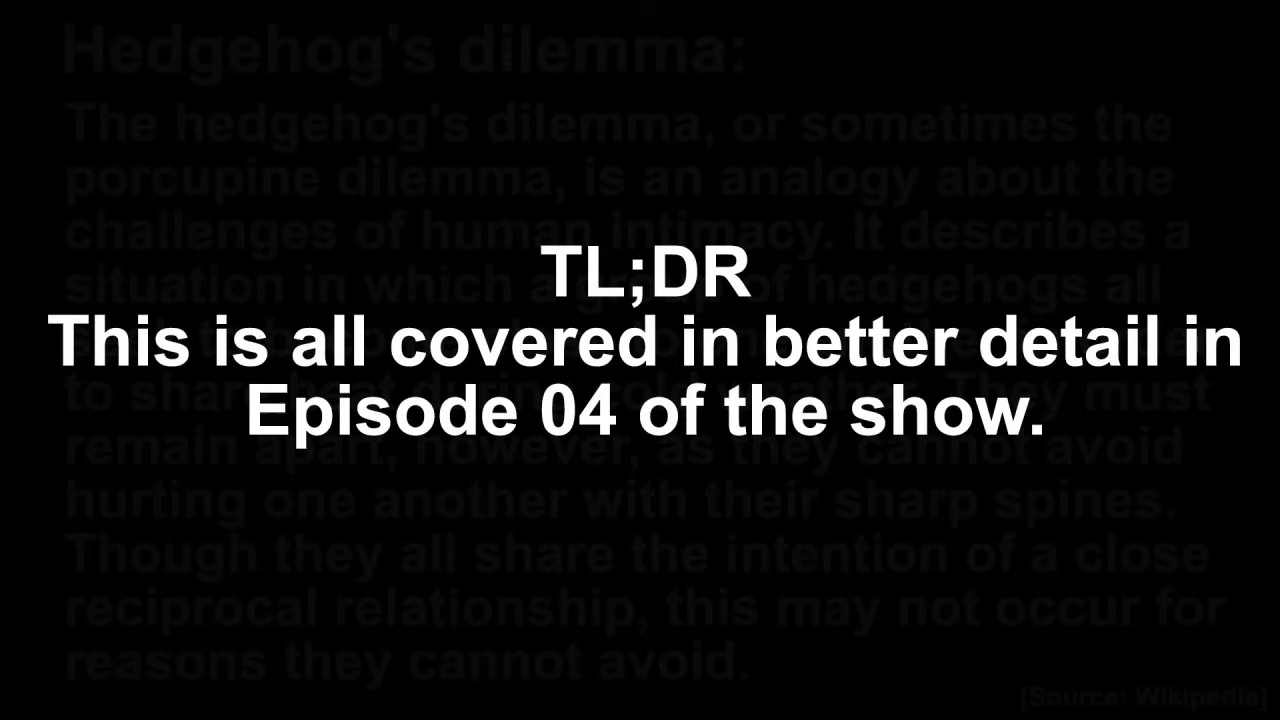 Hedgehog's dilemma:
The hedgehog's dilemma, or sometimes the
porcupine dilemma, is an analogy about the
challenges of human intimacy. It describes a
situation in which a group of hedgehogs all
TL;DR
This is all covered in better detail in
Episode 04 of the show.
to share heat during cold weather. They must
remain apart, however, as they cannot avoid
hurting one another with their sharp spines.
Though they all share the intention of a close
reciprocal relationship, this may not occur for
reasons they cannot avoid.
[Source: Wikipedia]